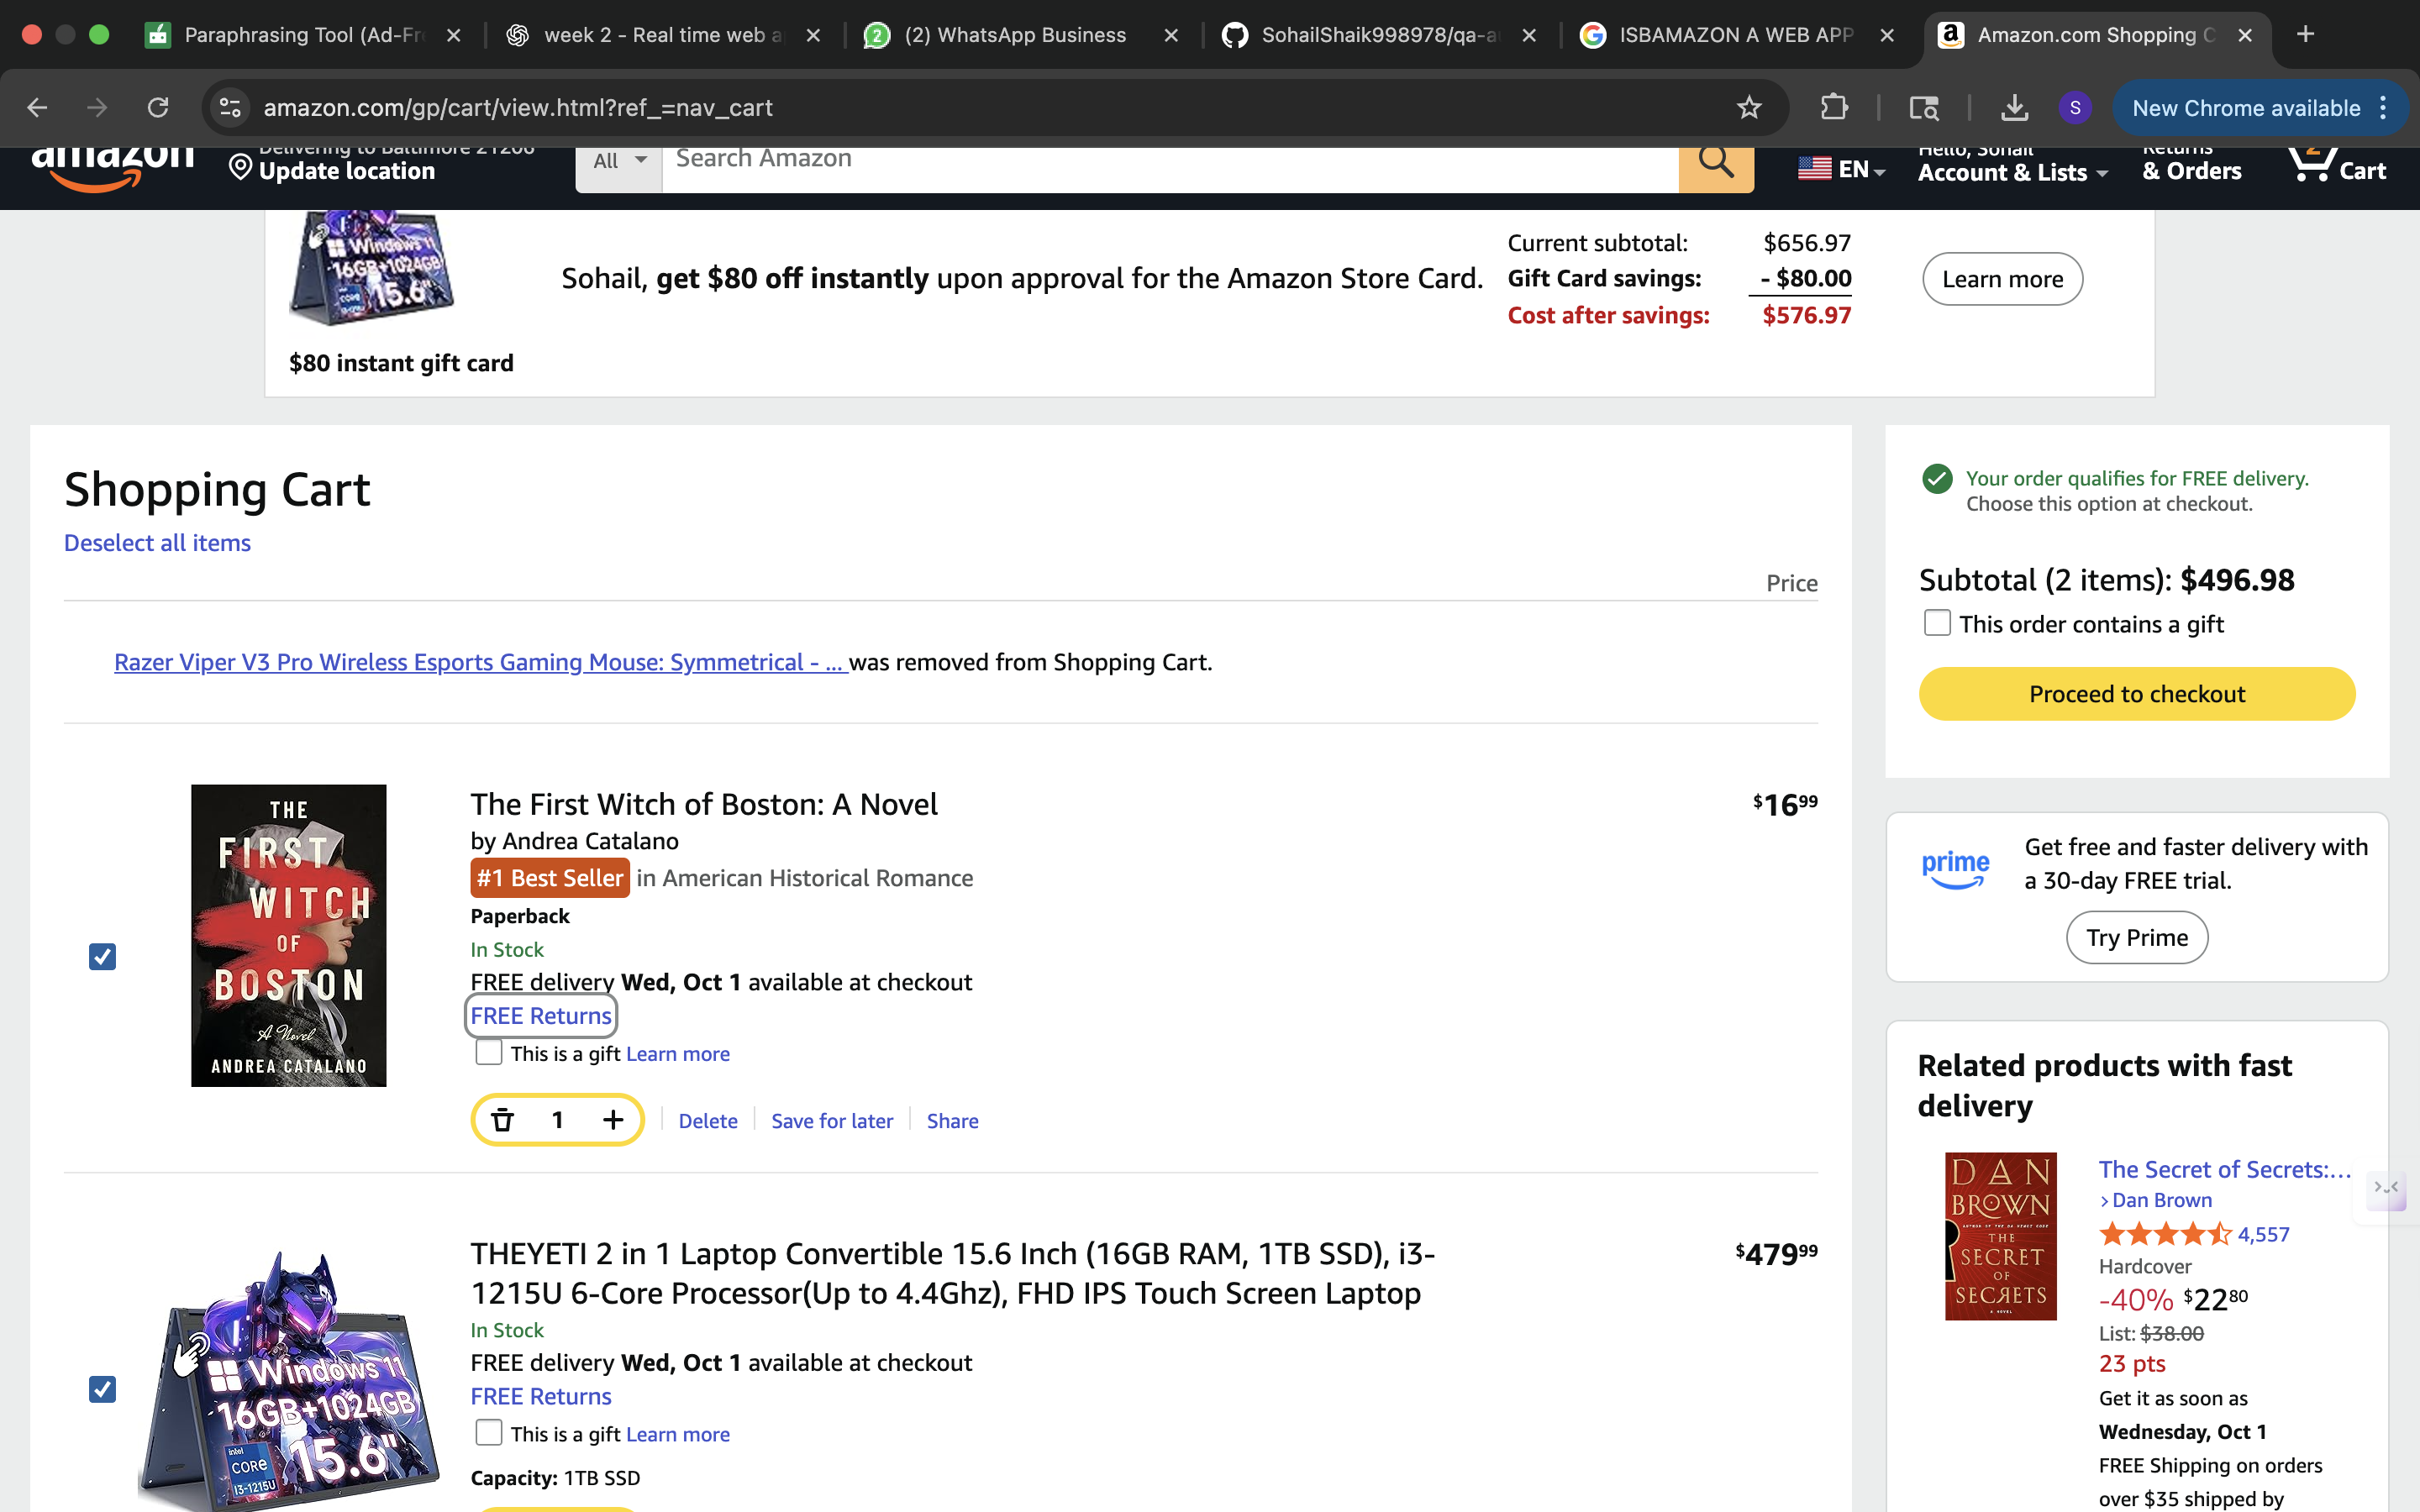 Paraphrasing Tool (Ad-Fr
week 2 - Real time web a
(2) WhatsApp Business
SohailShaik998978/qa-a
ISBAMAZON A WEB APP
Amazon.com Shopping C
amazon.com/gp/cart/view.html?ref_=nav_cart
S
New Chrome available
amazon
Delivering to Baltimore 21206
Update location
All
Search Amazon
EN
Hello, Sohail
Account & Lists
Returns
& Orders
2
Cart
Windows 11
16GB+1024GB
15.6"
$80 instant gift card
Sohail, get $80 off instantly upon approval for the Amazon Store Card.
Current subtotal: $656.97
Gift Card savings: - $80.00
Cost after savings: $576.97
Learn more
Shopping Cart
Deselect all items
Price
Razer Viper V3 Pro Wireless Esports Gaming Mouse: Symmetrical - ... was removed from Shopping Cart.
THE
FIRST
WITCH
OF
BOSTON
A Novel
ANDREA CATALANO
The First Witch of Boston: A Novel
$1699
by Andrea Catalano
#1 Best Seller in American Historical Romance
Paperback
In Stock
FREE delivery Wed, Oct 1 available at checkout
FREE Returns
This is a gift Learn more
1
Delete
Save for later
Share
Windows 11
16GB+1024GB
intel
CORE
i3-1215U
15.6"
THEYETI 2 in 1 Laptop Convertible 15.6 Inch (16GB RAM, 1TB SSD), i3-
1215U 6-Core Processor(Up to 4.4Ghz), FHD IPS Touch Screen Laptop
$47999
In Stock
FREE delivery Wed, Oct 1 available at checkout
FREE Returns
This is a gift Learn more
Capacity: 1TB SSD
Your order qualifies for FREE delivery.
Choose this option at checkout.
Subtotal (2 items): $496.98
This order contains a gift
Proceed to checkout
prime
Get free and faster delivery with
a 30-day FREE trial.
Try Prime
Related products with fast
delivery
DAN
BROWN
THE
SECRET
OF
SECRETS
The Secret of Secrets:...
› Dan Brown
4,557
Hardcover
-40% $2280
List: $38.00
23 pts
Get it as soon as
Wednesday, Oct 1
FREE Shipping on orders
over $35 shipped by